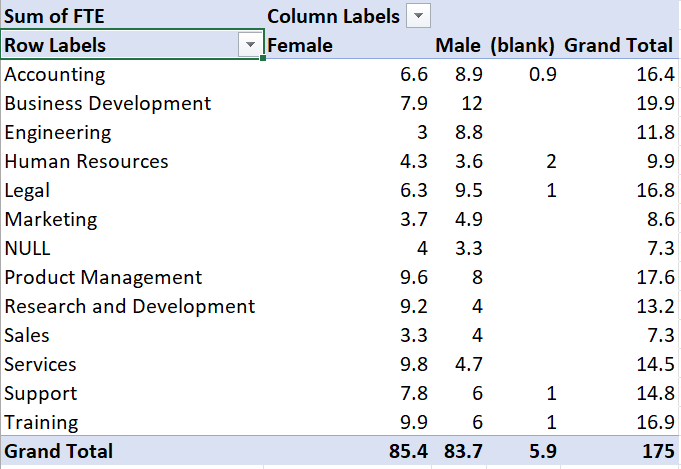 Sum of FTE Column Labels
Row Labels Female Male (blank) Grand Total
Accounting 6.6 8.9 0.9 16.4
Business Development 7.9 12 19.9
Engineering 3 8.8 11.8
Human Resources 4.3 3.6 2 9.9
Legal 6.3 9.5 1 16.8
Marketing 3.7 4.9 8.6
NULL 4 3.3 7.3
Product Management 9.6 8 17.6
Research and Development 9.2 4 13.2
Sales 3.3 4 7.3
Services 9.8 4.7 14.5
Support 7.8 6 1 14.8
Training 9.9 6 1 16.9
Grand Total 85.4 83.7 5.9 175